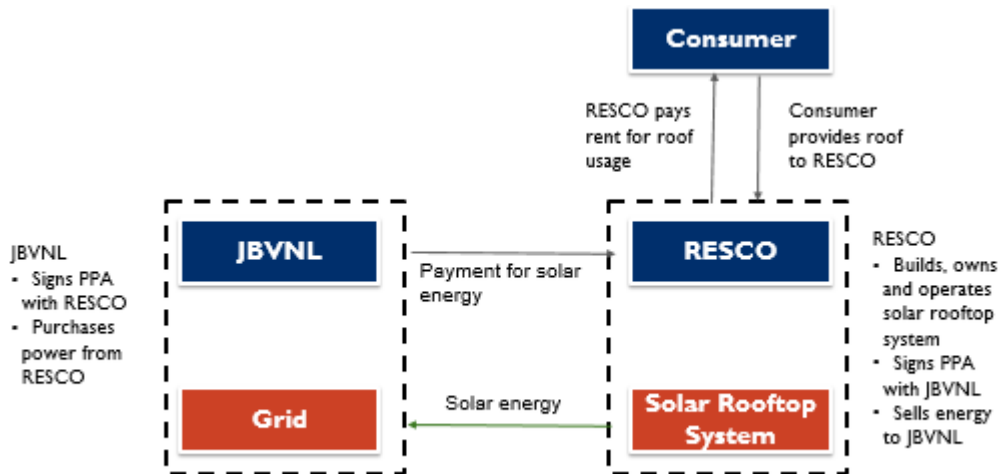 Consumer
RESCO pays
rent for roof
usage
Consumer
provides roof
to RESCO
JBVNL
• Signs PPA
with RESCO
• Purchases
power from
RESCO
JBVNL
Payment for solar
energy
RESCO
RESCO
• Builds, owns
and operates
solar rooftop
system
• Signs PPA
with JBVNL
• Sells energy
to JBVNL
Grid
Solar energy
Solar Rooftop
System